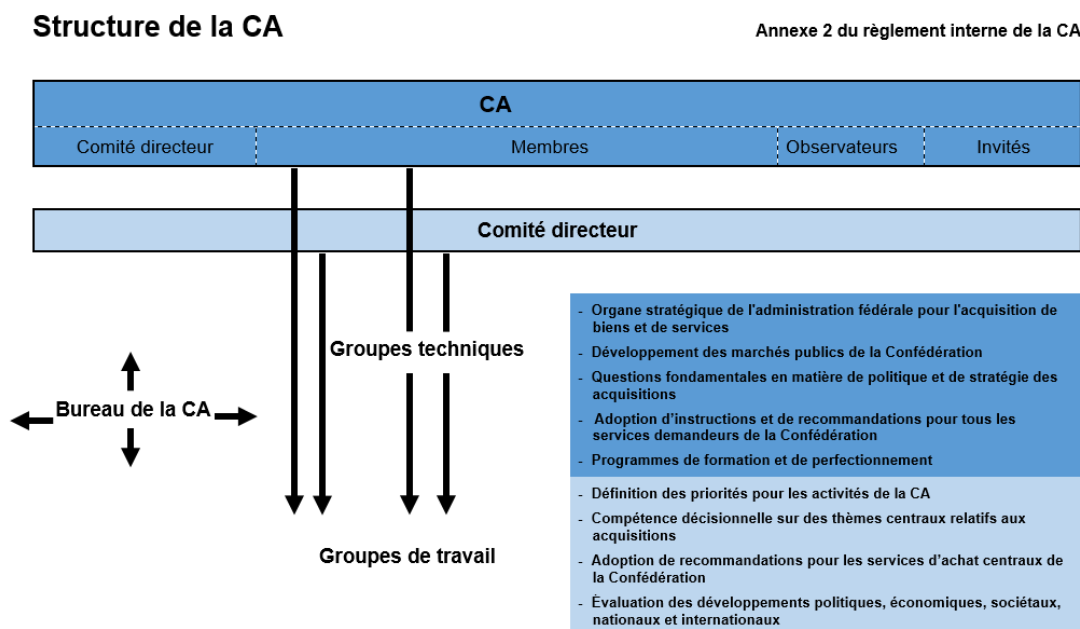 Structure de la CA
Annexe 2 du règlement interne de la CA
CA
Comité directeur
Membres
Observateurs
Invités
Comité directeur
Groupes techniques
Bureau de la CA
Groupes de travail
- Organe stratégique de l'administration fédérale pour l'acquisition de
biens et de services
- Développement des marchés publics de la Confédération
- Questions fondamentales en matière de politique et de stratégie des
acquisitions
- Adoption d’instructions et de recommandations pour tous les
services demandeurs de la Confédération
- Programmes de formation et de perfectionnement
- Définition des priorités pour les activités de la CA
- Compétence décisionnelle sur des thèmes centraux relatifs aux
acquisitions
- Adoption de recommandations pour les services d’achat centraux de
la Confédération
- Évaluation des développements politiques, économiques, sociétaux,
nationaux et internationaux